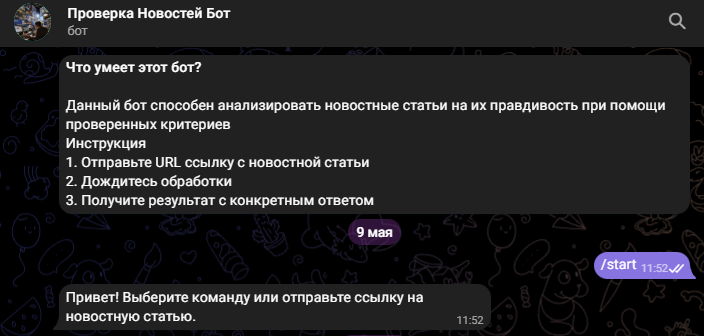 Проверка Новостей Бот
бот
Что умеет этот бот?
Данный бот способен анализировать новостные статьи на их правдивость при помощи
проверенных критериев
Инструкция
1. Отправьте URL ссылку с новостной статьи
2. Дождитесь обработки
3. Получите результат с конкретным ответом
9 мая
/start 11:52
Привет! Выберите команду или отправьте ссылку на
новостную статью. 11:52